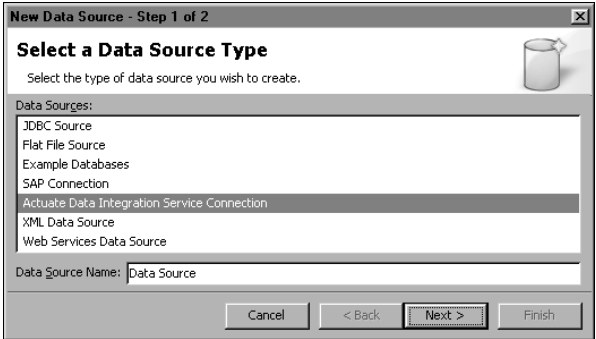 New Data Source - Step 1 of 2
Select a Data Source Type
Select the type of data source you wish to create.
Data Sources:
JDBC Source
Flat File Source
Example Databases
SAP Connection
Actuate Data Integration Service Connection
XML Data Source
Web Services Data Source
Data Source Name: Data Source
Cancel < Back Next > Finish